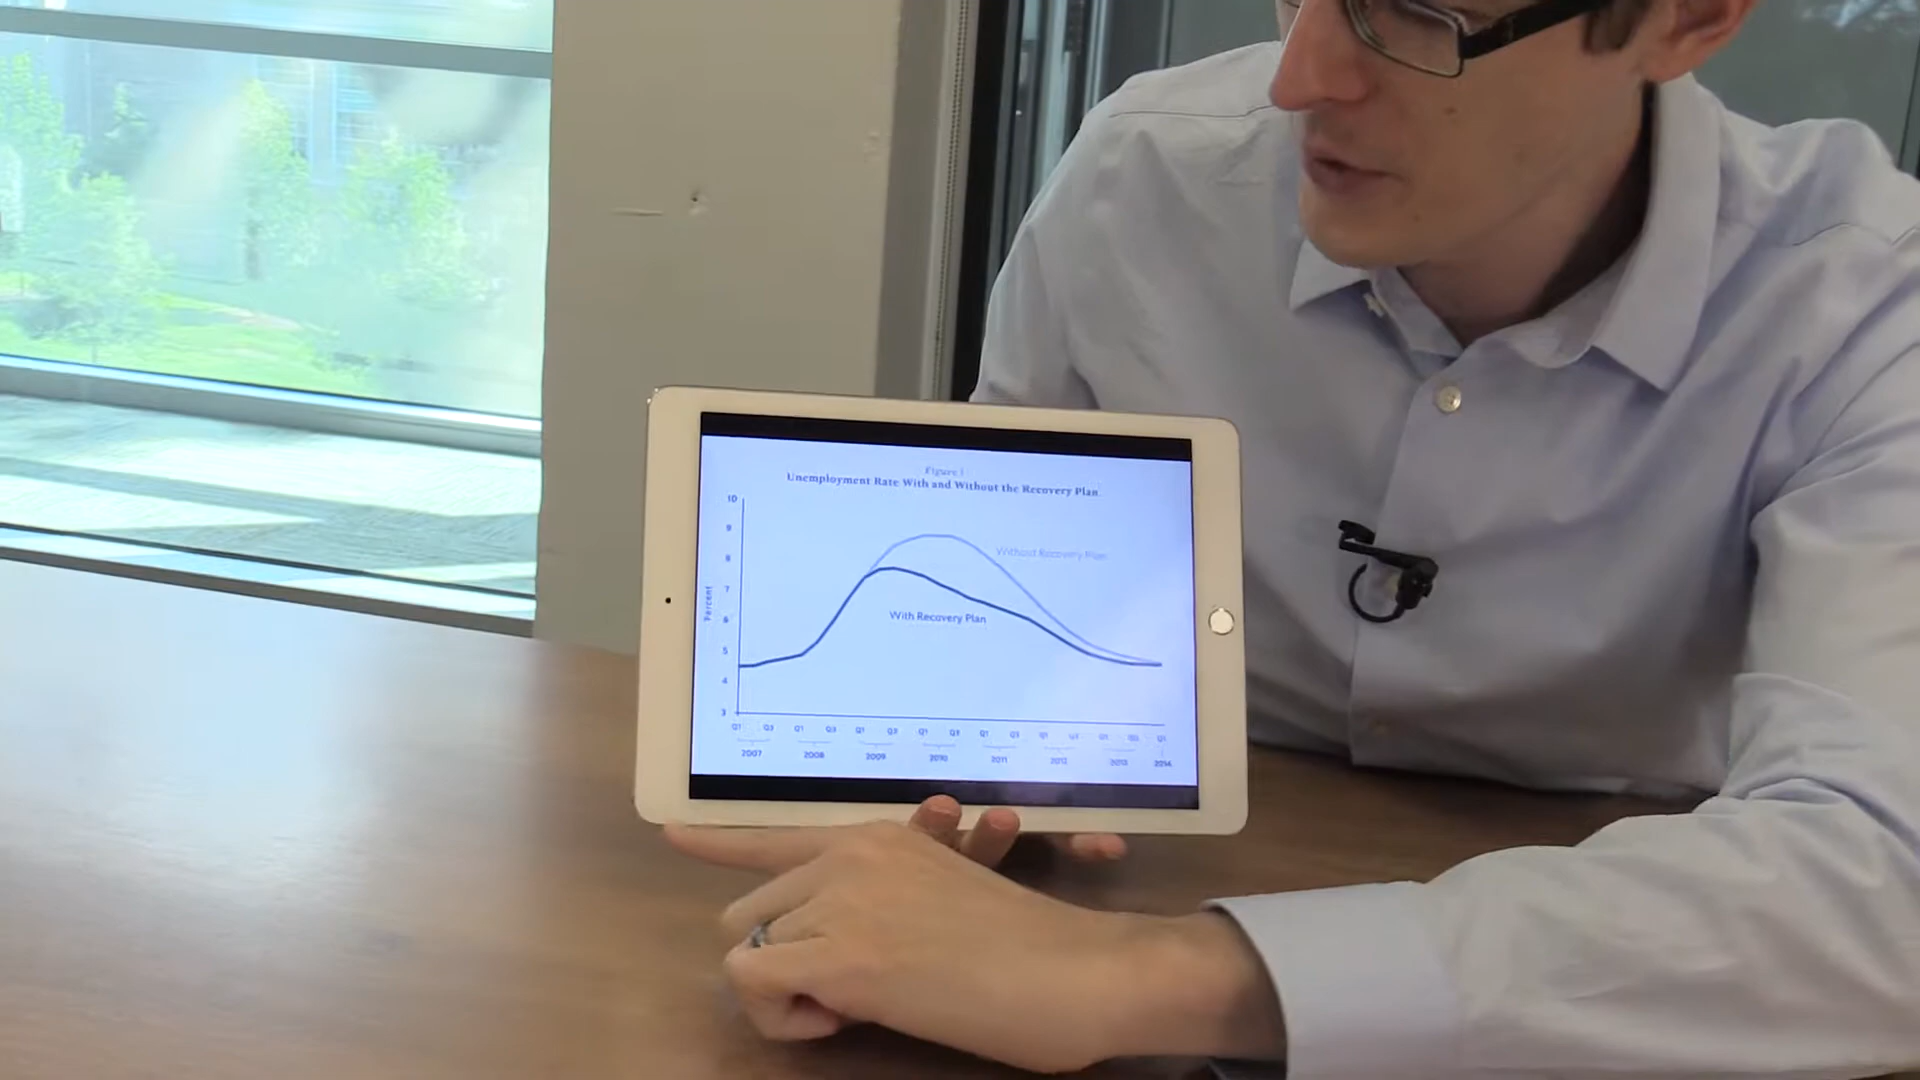 Figure 1
Unemployment Rate With and Without the Recovery Plan
10
9
8
7
6
5
4
3
Percent
Without Recovery Plan
With Recovery Plan
Q1 Q3 Q1 Q3 Q1 Q3 Q1 Q3 Q1 Q3 Q1 Q3 Q1 Q3 Q1
2007 2008 2009 2010 2011 2012 2013 2014